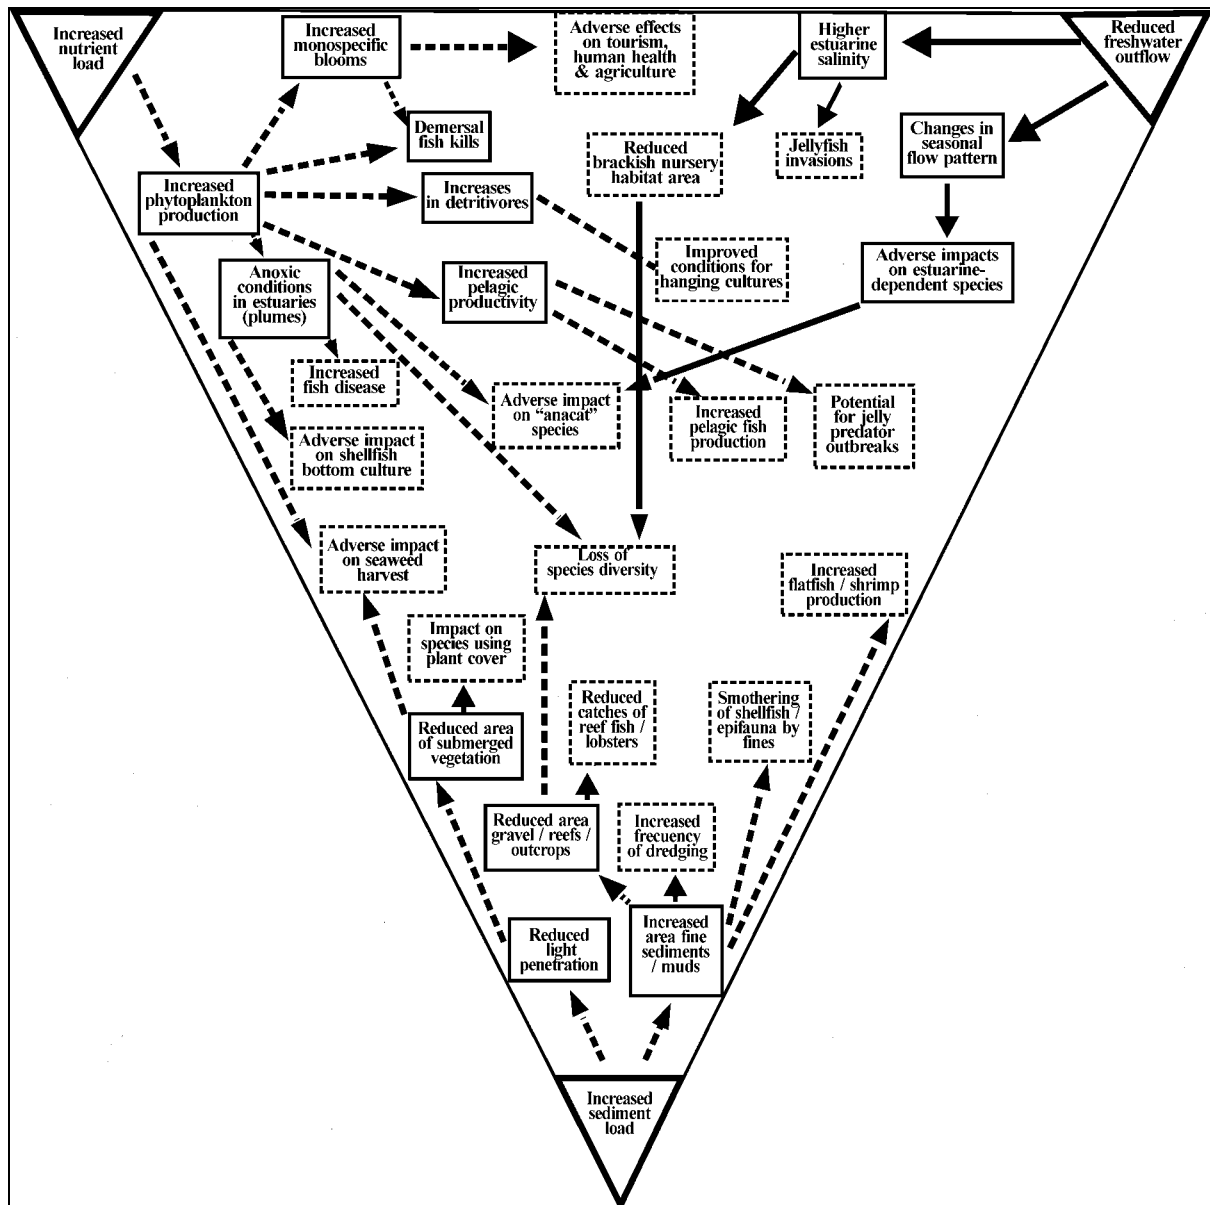 Increased
nutrient
load
Increased
monospecific
blooms
Adverse effects
on tourism,
human health
& agriculture
Higher
estuarine
salinity
Reduced
freshwater
outflow
Demersal
fish kills
Reduced
brackish nursery
habitat area
Jellyfish
invasions
Changes in
seasonal
flow pattern
Increased
phytoplankton
production
Increases
in detritivores
Anoxic
conditions
in estuaries
(plumes)
Increased
pelagic
productivity
Improved
conditions for
hanging cultures
Adverse impacts
on estuarine-
dependent species
Increased
fish disease
Adverse impact
on “anacat”
species
Increased
pelagic fish
production
Potential
for jelly
predator
outbreaks
Adverse impact
on shellfish
bottom culture
Adverse impact
on seaweed
harvest
Loss of
species diversity
Increased
flatfish / shrimp
production
Impact on
species using
plant cover
Reduced
catches of
reef fish /
lobsters
Smothering
of shellfish /
epifauna by
fines
Reduced area
of submerged
vegetation
Reduced area
gravel / reefs /
outcrops
Increased
frecuency
of dredging
Reduced
light
penetration
Increased
area fine
sediments
/ muds
Increased
sediment
load